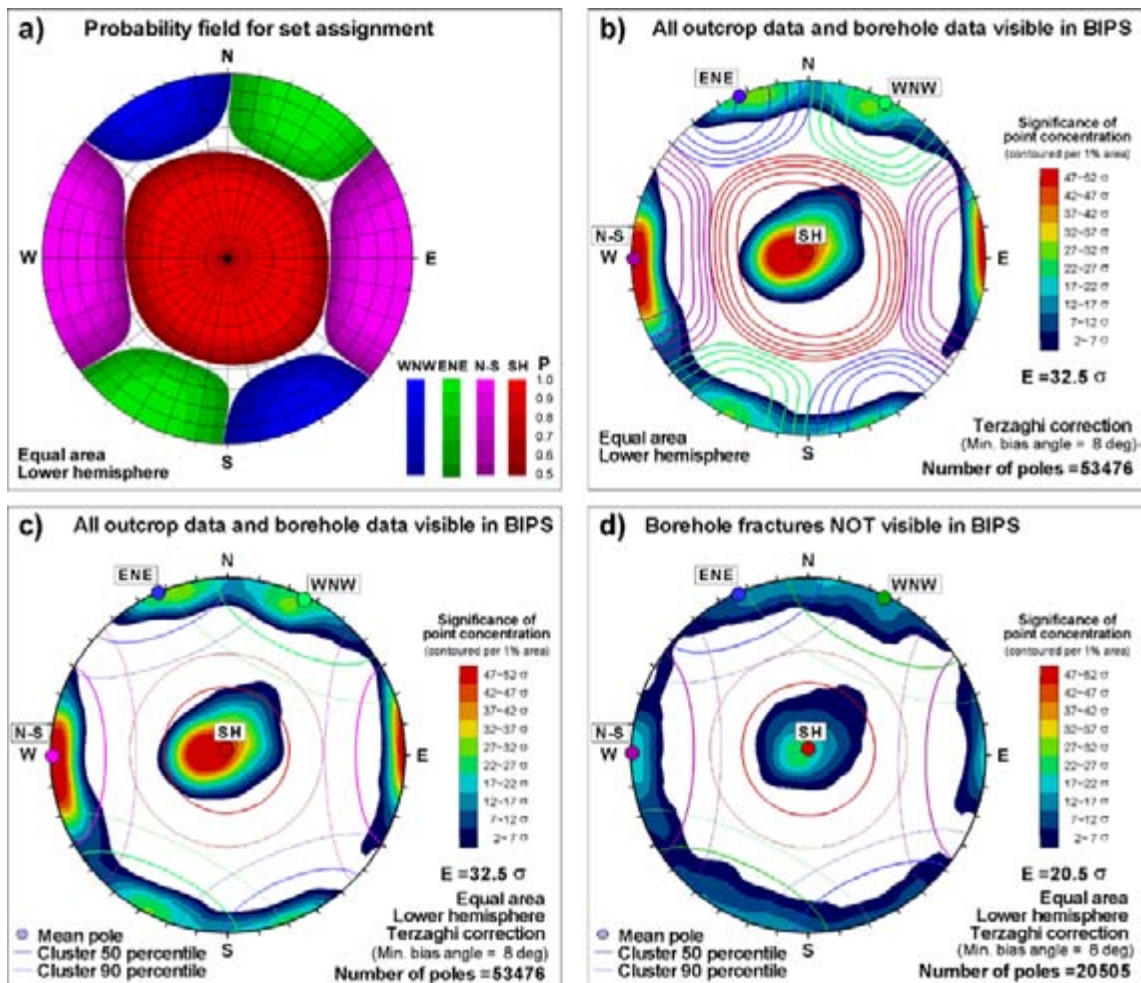 a) Probability field for set assignment
N
W
E
S
WNW ENE N-S SH P
1.0
0.9
0.8
0.7
0.6
0.5
Equal area
Lower hemisphere
b) All outcrop data and borehole data visible in BIPS
N
ENE
WNW
N-S
W
SH
E
S
Significance of
point concentration
(contoured per 1% area)
47-52 σ
42-47 σ
37-42 σ
32-37 σ
27-32 σ
22-27 σ
17-22 σ
12-17 σ
7-12 σ
2-7 σ
E =32.5 σ
Equal area
Lower hemisphere
Terzaghi correction
(Min. bias angle = 8 deg)
Number of poles =53476
c) All outcrop data and borehole data visible in BIPS
N
ENE
WNW
N-S
W
SH
E
S
Significance of
point concentration
(contoured per 1% area)
47-52 σ
42-47 σ
37-42 σ
32-37 σ
27-32 σ
22-27 σ
17-22 σ
12-17 σ
7-12 σ
2-7 σ
E =32.5 σ
Equal area
Lower hemisphere
Terzaghi correction
(Min. bias angle = 8 deg)
Number of poles =53476
Mean pole
Cluster 50 percentile
Cluster 90 percentile
d) Borehole fractures NOT visible in BIPS
N
ENE
WNW
N-S
W
SH
E
S
Significance of
point concentration
(contoured per 1% area)
47-52 σ
42-47 σ
37-42 σ
32-37 σ
27-32 σ
22-27 σ
17-22 σ
12-17 σ
7-12 σ
2-7 σ
E =20.5 σ
Equal area
Lower hemisphere
Terzaghi correction
(Min. bias angle = 8 deg)
Number of poles =20505
Mean pole
Cluster 50 percentile
Cluster 90 percentile